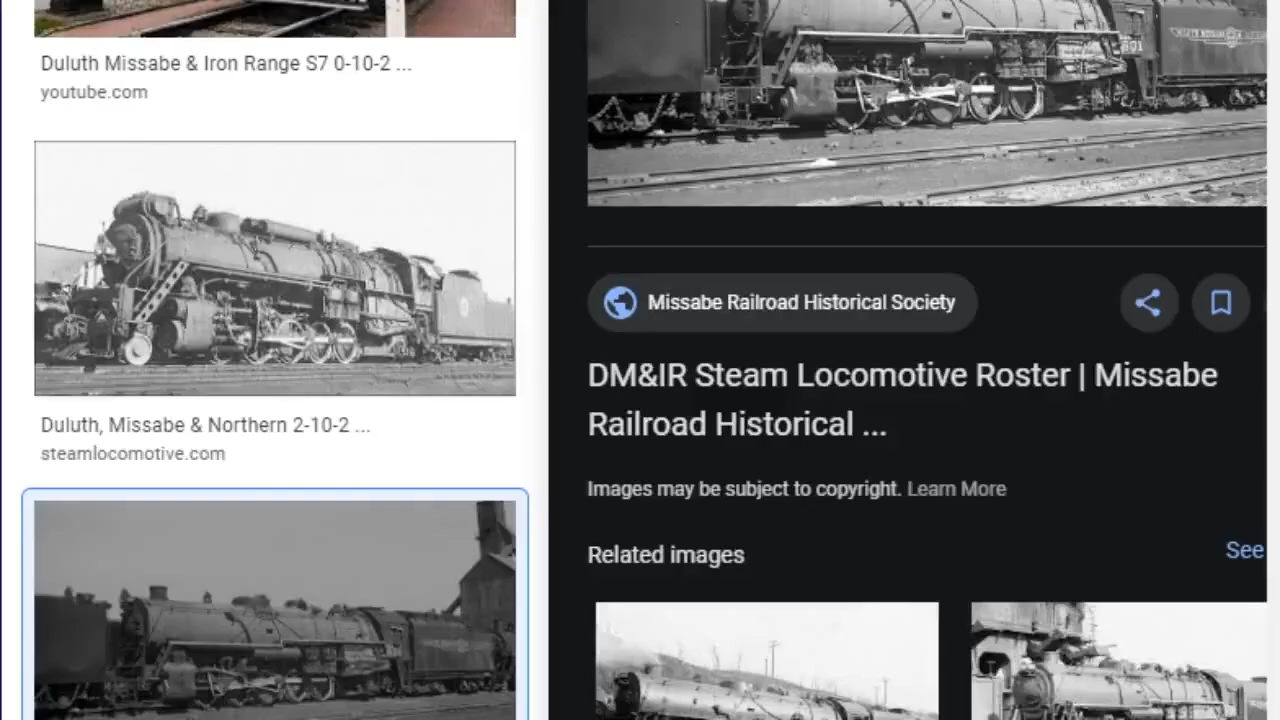 Duluth Missabe & Iron Range S7 0-10-2 ...
youtube.com
Duluth, Missabe & Northern 2-10-2 ...
steamlocomotive.com
Missabe Railroad Historical Society
DM&IR Steam Locomotive Roster | Missabe
Railroad Historical ...
Images may be subject to copyright. Learn More
Related images
See